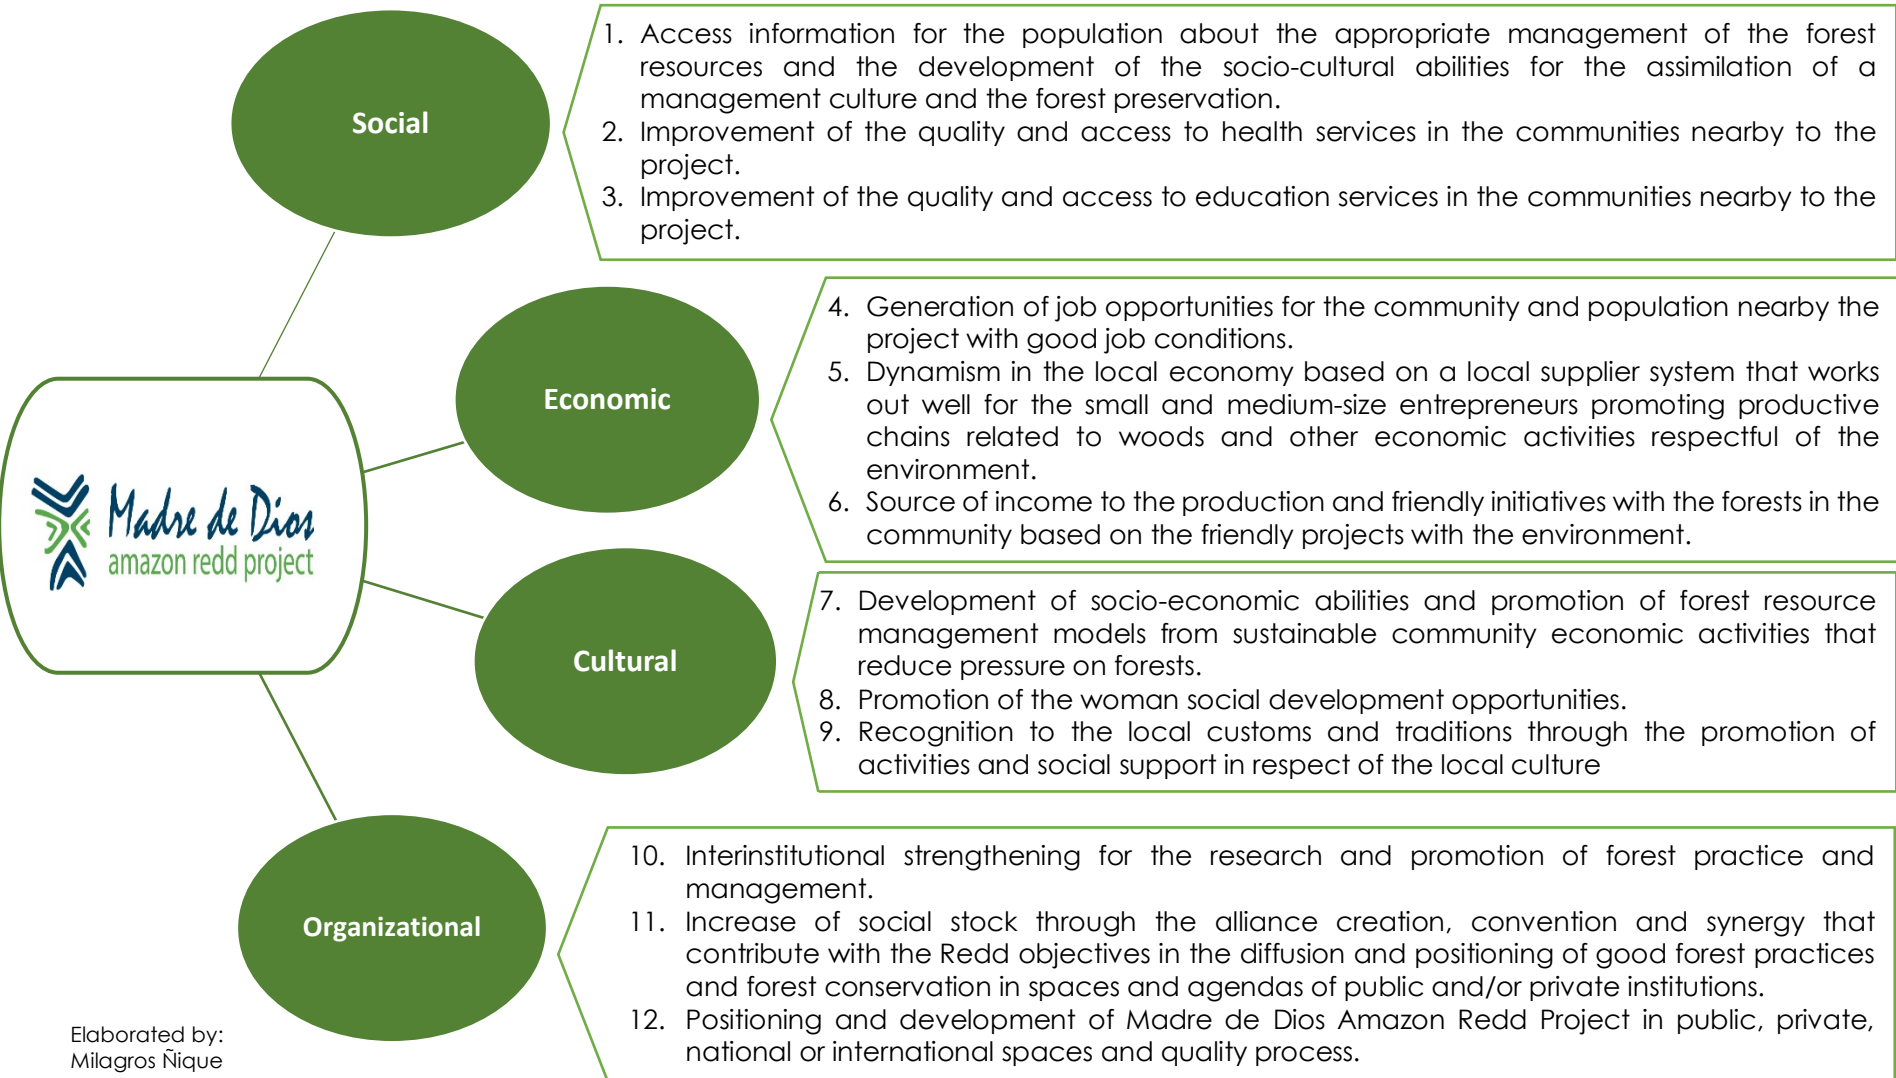 Social
1. Access information for the population about the appropriate management of the forest
resources and the development of the socio-cultural abilities for the assimilation of a
management culture and the forest preservation.
2. Improvement of the quality and access to health services in the communities nearby to the
project.
3. Improvement of the quality and access to education services in the communities nearby to the
project.
Economic
4. Generation of job opportunities for the community and population nearby the
project with good job conditions.
5. Dynamism in the local economy based on a local supplier system that works
out well for the small and medium-size entrepreneurs promoting productive
chains related to woods and other economic activities respectful of the
environment.
6. Source of income to the production and friendly initiatives with the forests in the
community based on the friendly projects with the environment.
Madre de Dios
amazon redd project
Cultural
7. Development of socio-economic abilities and promotion of forest resource
management models from sustainable community economic activities that
reduce pressure on forests.
8. Promotion of the woman social development opportunities.
9. Recognition to the local customs and traditions through the promotion of
activities and social support in respect of the local culture
Organizational
10. Interinstitutional strengthening for the research and promotion of forest practice and
management.
11. Increase of social stock through the alliance creation, convention and synergy that
contribute with the Redd objectives in the diffusion and positioning of good forest practices
and forest conservation in spaces and agendas of public and/or private institutions.
12. Positioning and development of Madre de Dios Amazon Redd Project in public, private,
national or international spaces and quality process.
Elaborated by:
Milagros Ñique